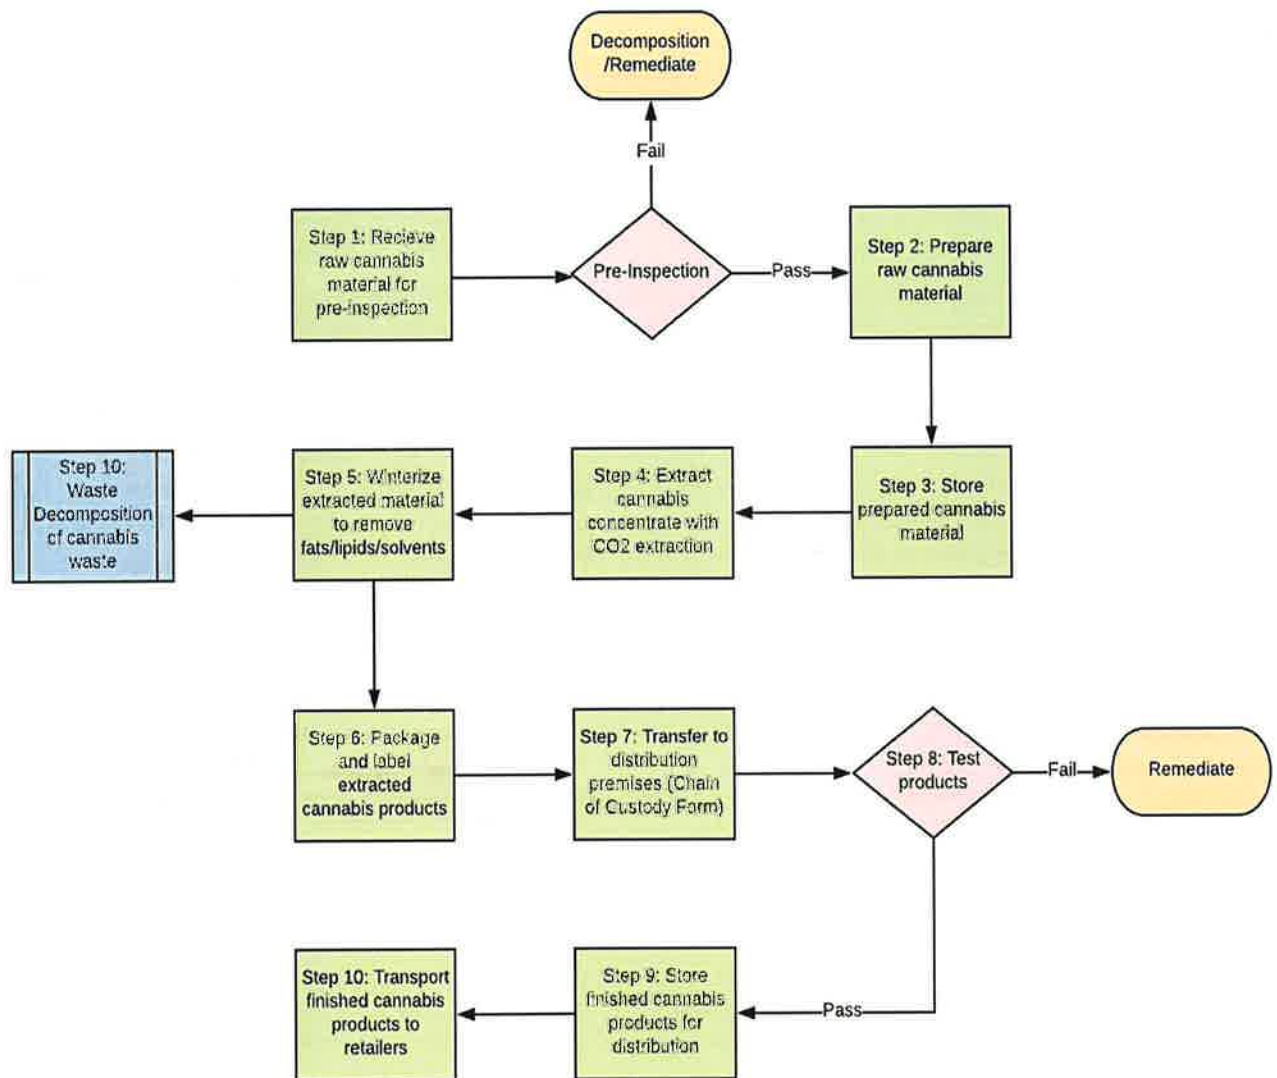 Decomposition
/Remediate
Fail
Step 1: Recieve
raw cannabis
material for
pre-inspection
Pre-Inspection
Pass
Step 2: Prepare
raw cannabis
material
Step 10:
Waste
Decomposition
of cannabis
waste
Step 5: Winterize
extracted material
to remove
fats/lipids/solvents
Step 4: Extract
cannabis
concentrate with
CO2 extraction
Step 3: Store
prepared cannabis
material
Step 6: Package
and label
extracted
cannabis products
Step 7: Transfer to
distribution
premises (Chain
of Custody Form)
Step 8: Test
products
Fail
Remediate
Step 10: Transport
finished cannabis
products to
retailers
Step 9: Store
finished cannabis
products for
distribution
Pass